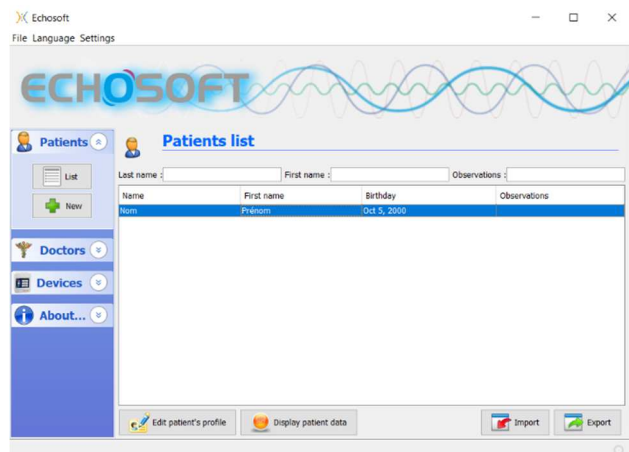 Echosoft
File Language Settings
ECHOSOFT
Patients
Patients list
List
Last name :
First name :
Observations :
New
Name First name Birthday Observations
Nom Prénom Oct 5, 2000
Doctors
Devices
About...
Edit patient's profile
Display patient data
Import
Export